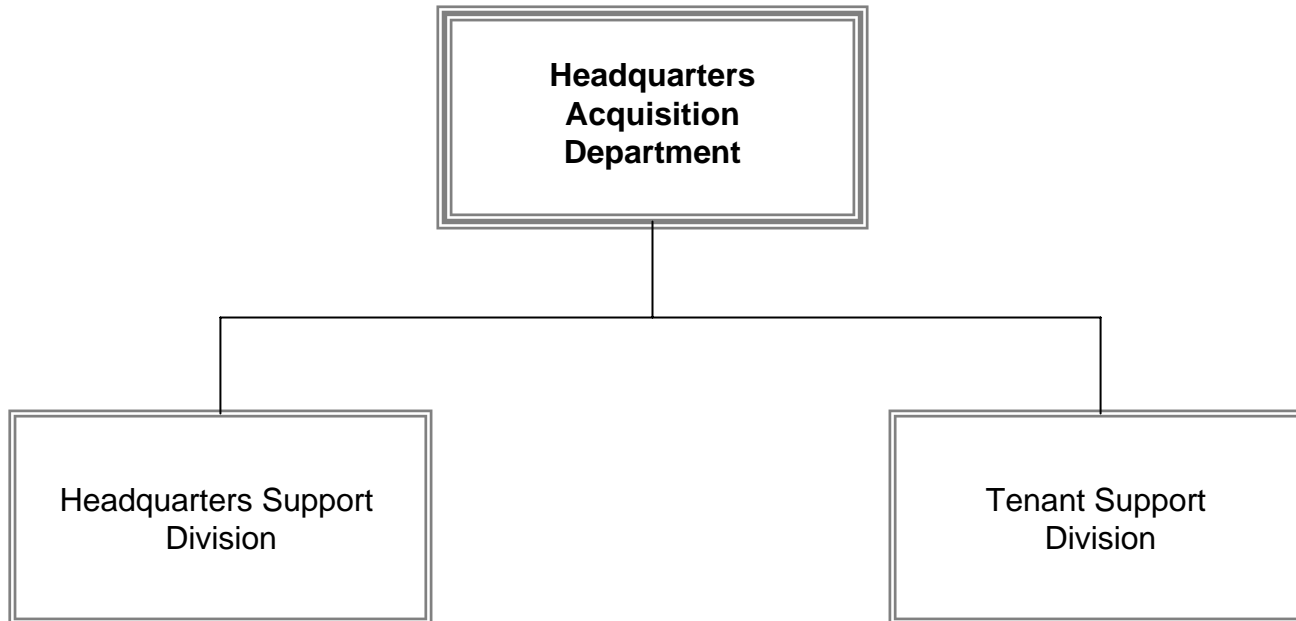 Headquarters
Acquisition
Department
Headquarters Support
Division
Tenant Support
Division